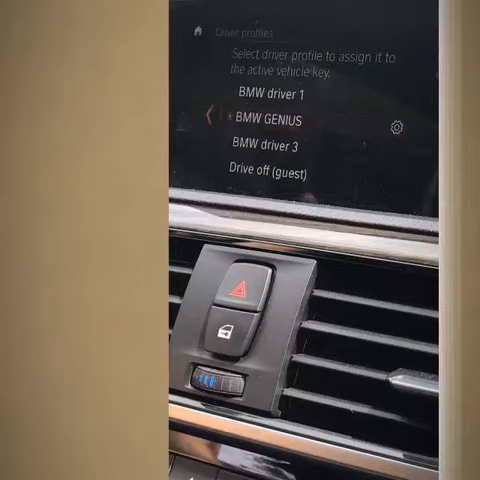 Driver profiles
Select driver profile to assign it to
the active vehicle key.
BMW driver 1
BMW GENIUS
BMW driver 3
Drive off (guest)